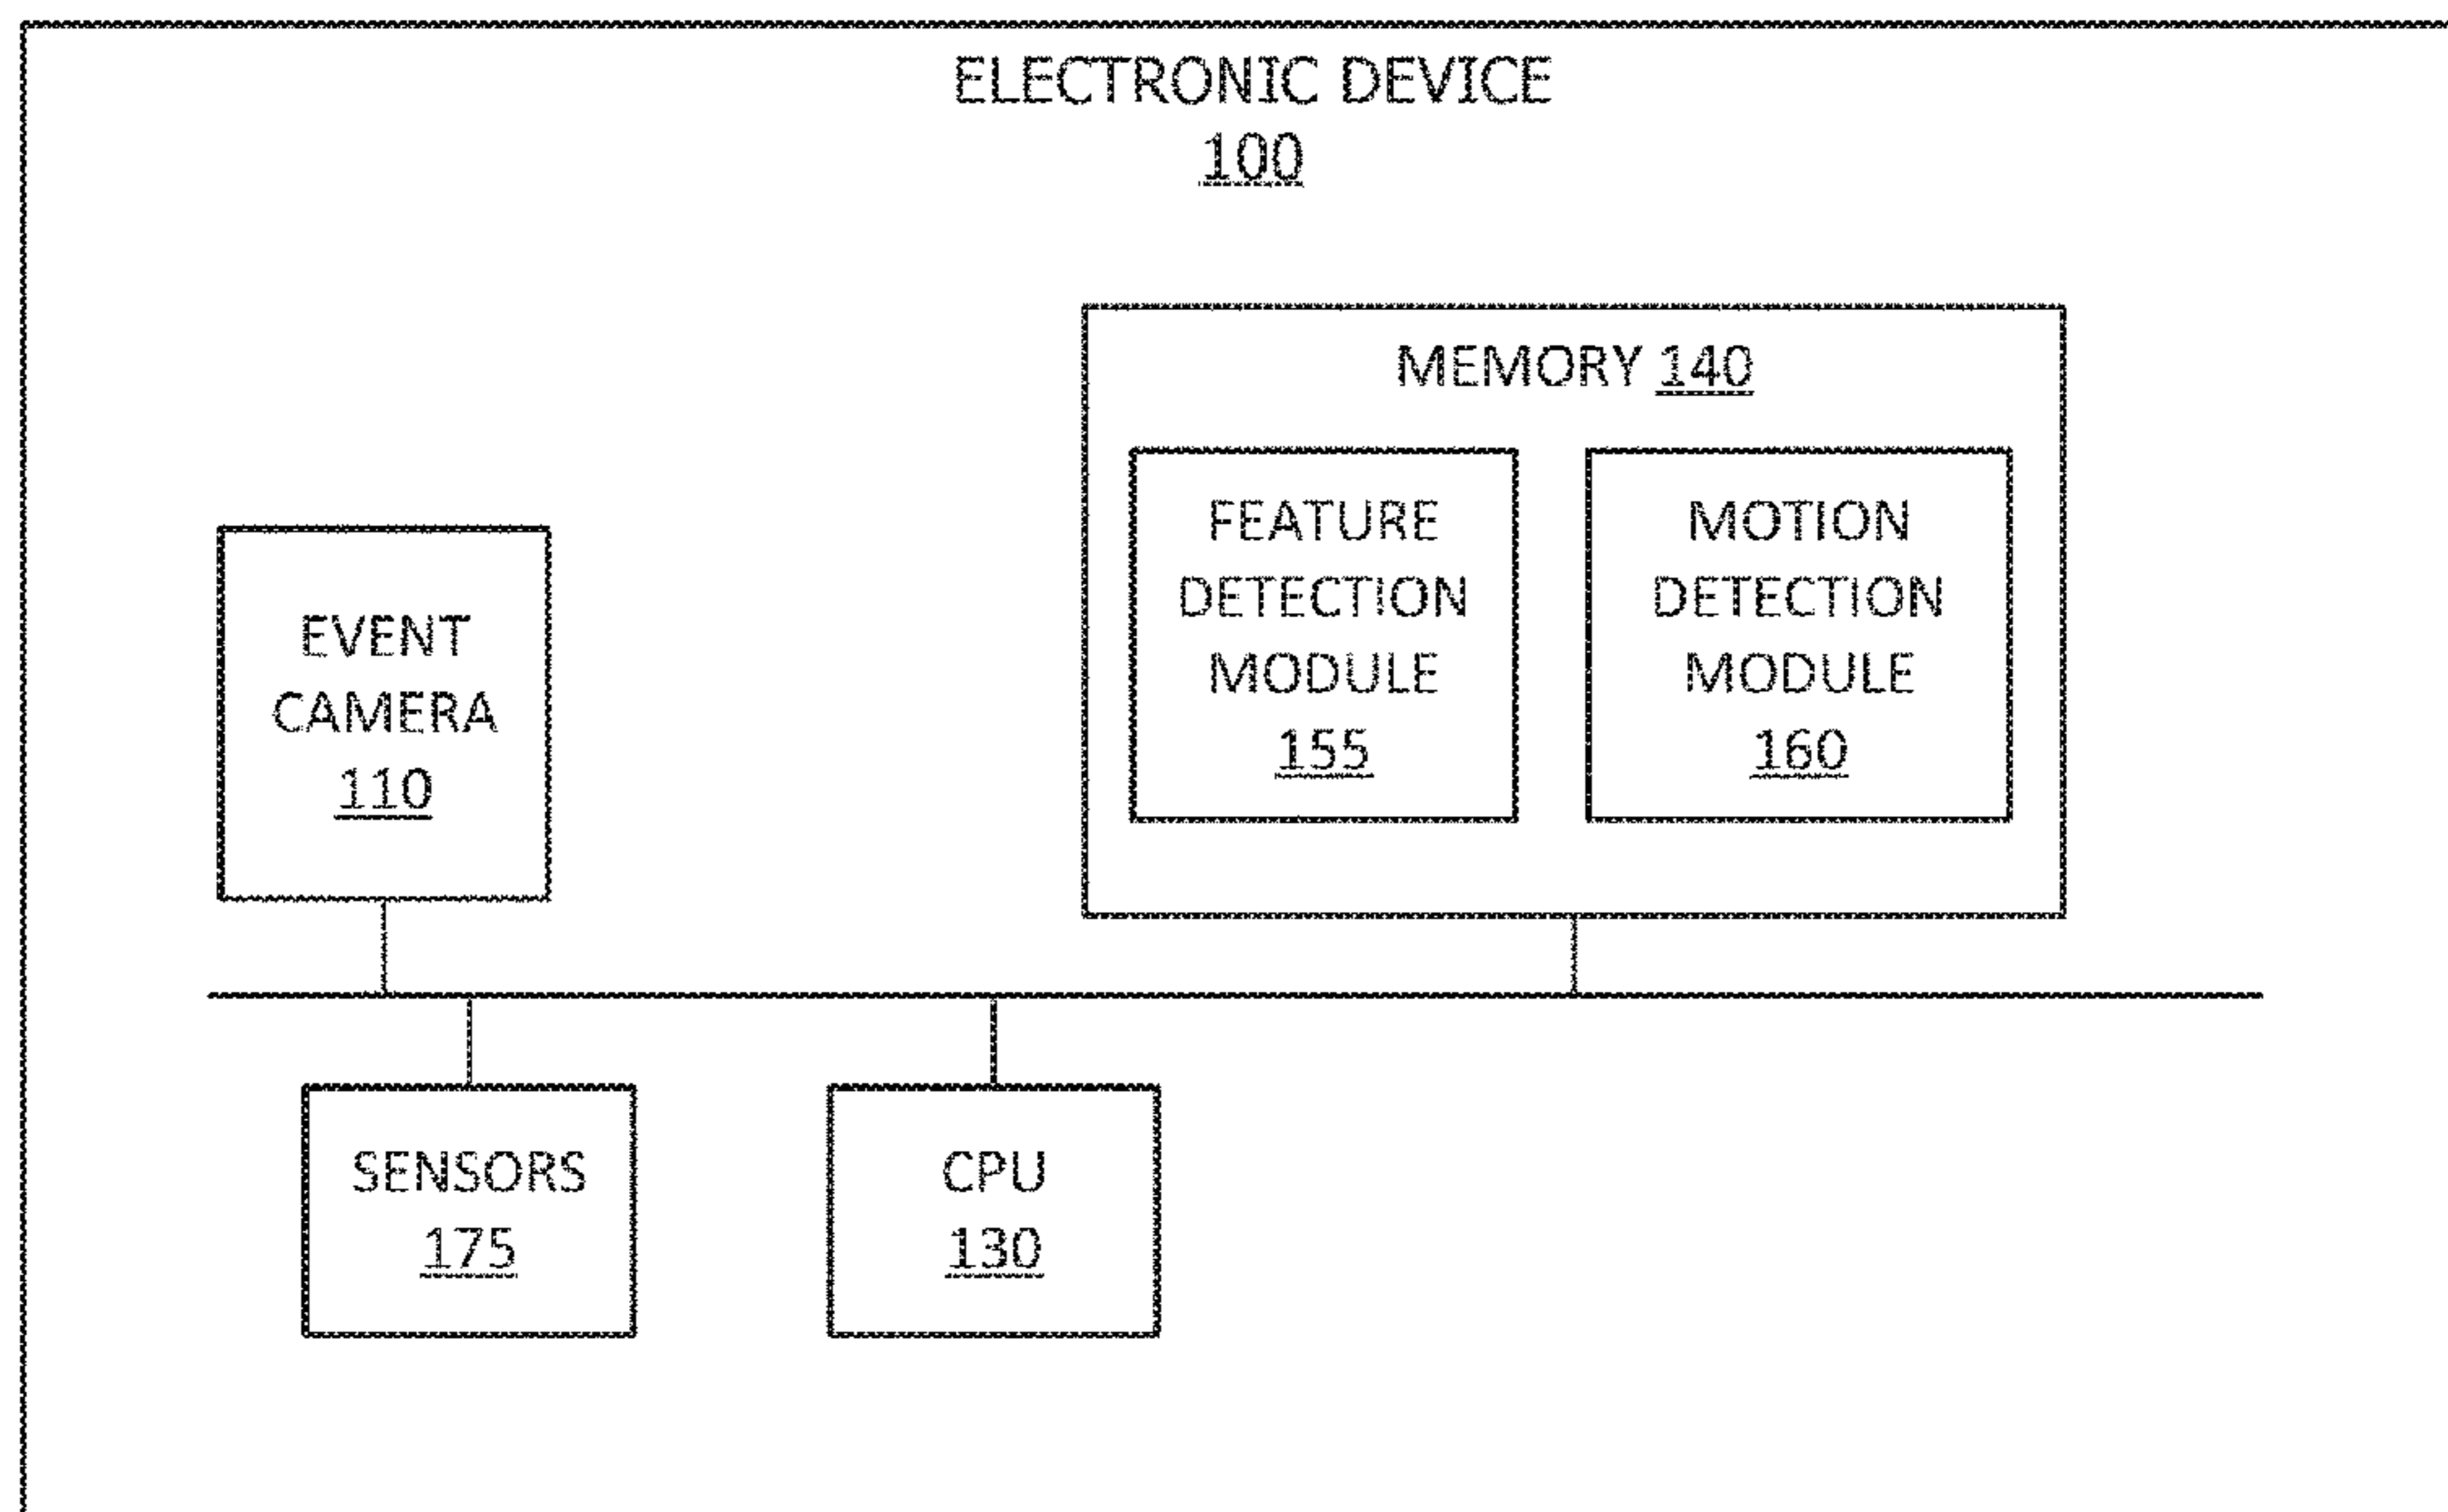 ELECTRONIC DEVICE
100
MEMORY 140
FEATURE
DETECTION
MODULE
155
MOTION
DETECTION
MODULE
160
EVENT
CAMERA
110
SENSORS
175
CPU
130